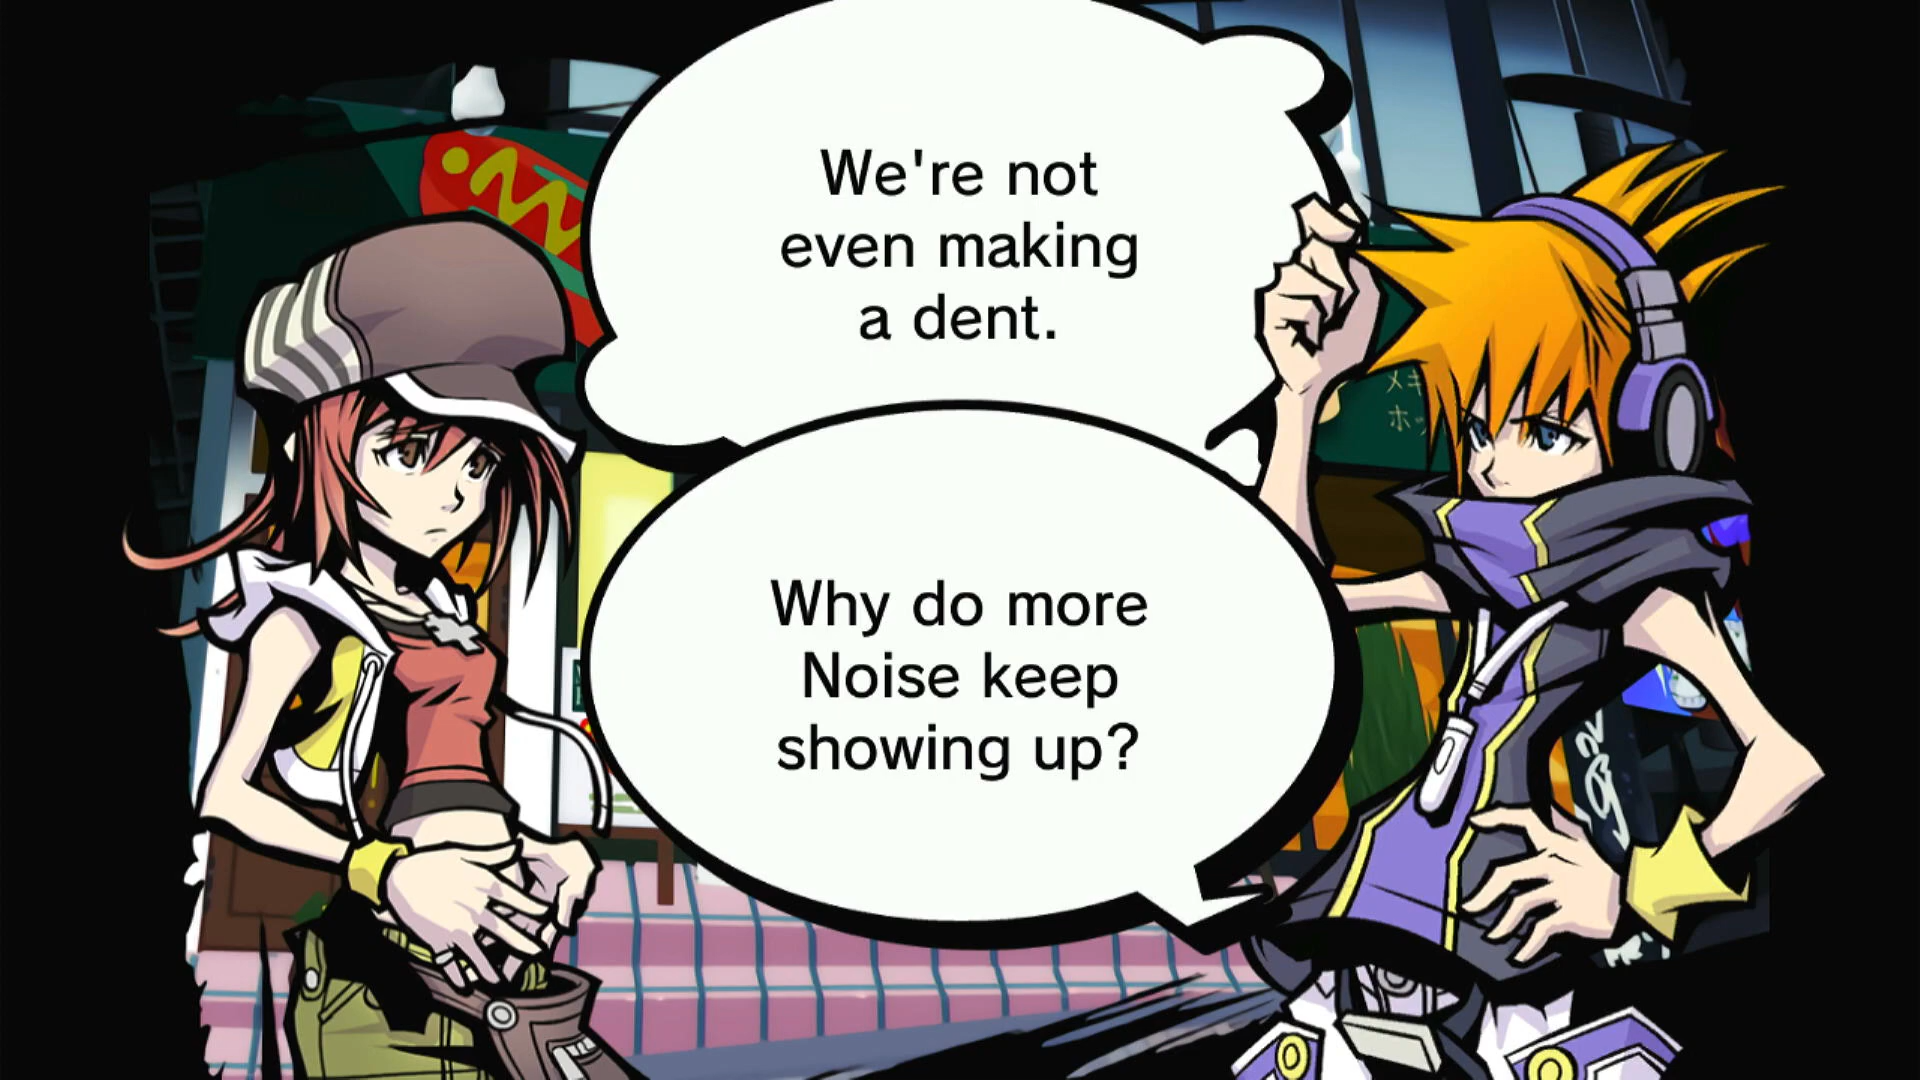 We're not
even making
a dent.
Why do more
Noise keep
showing up?